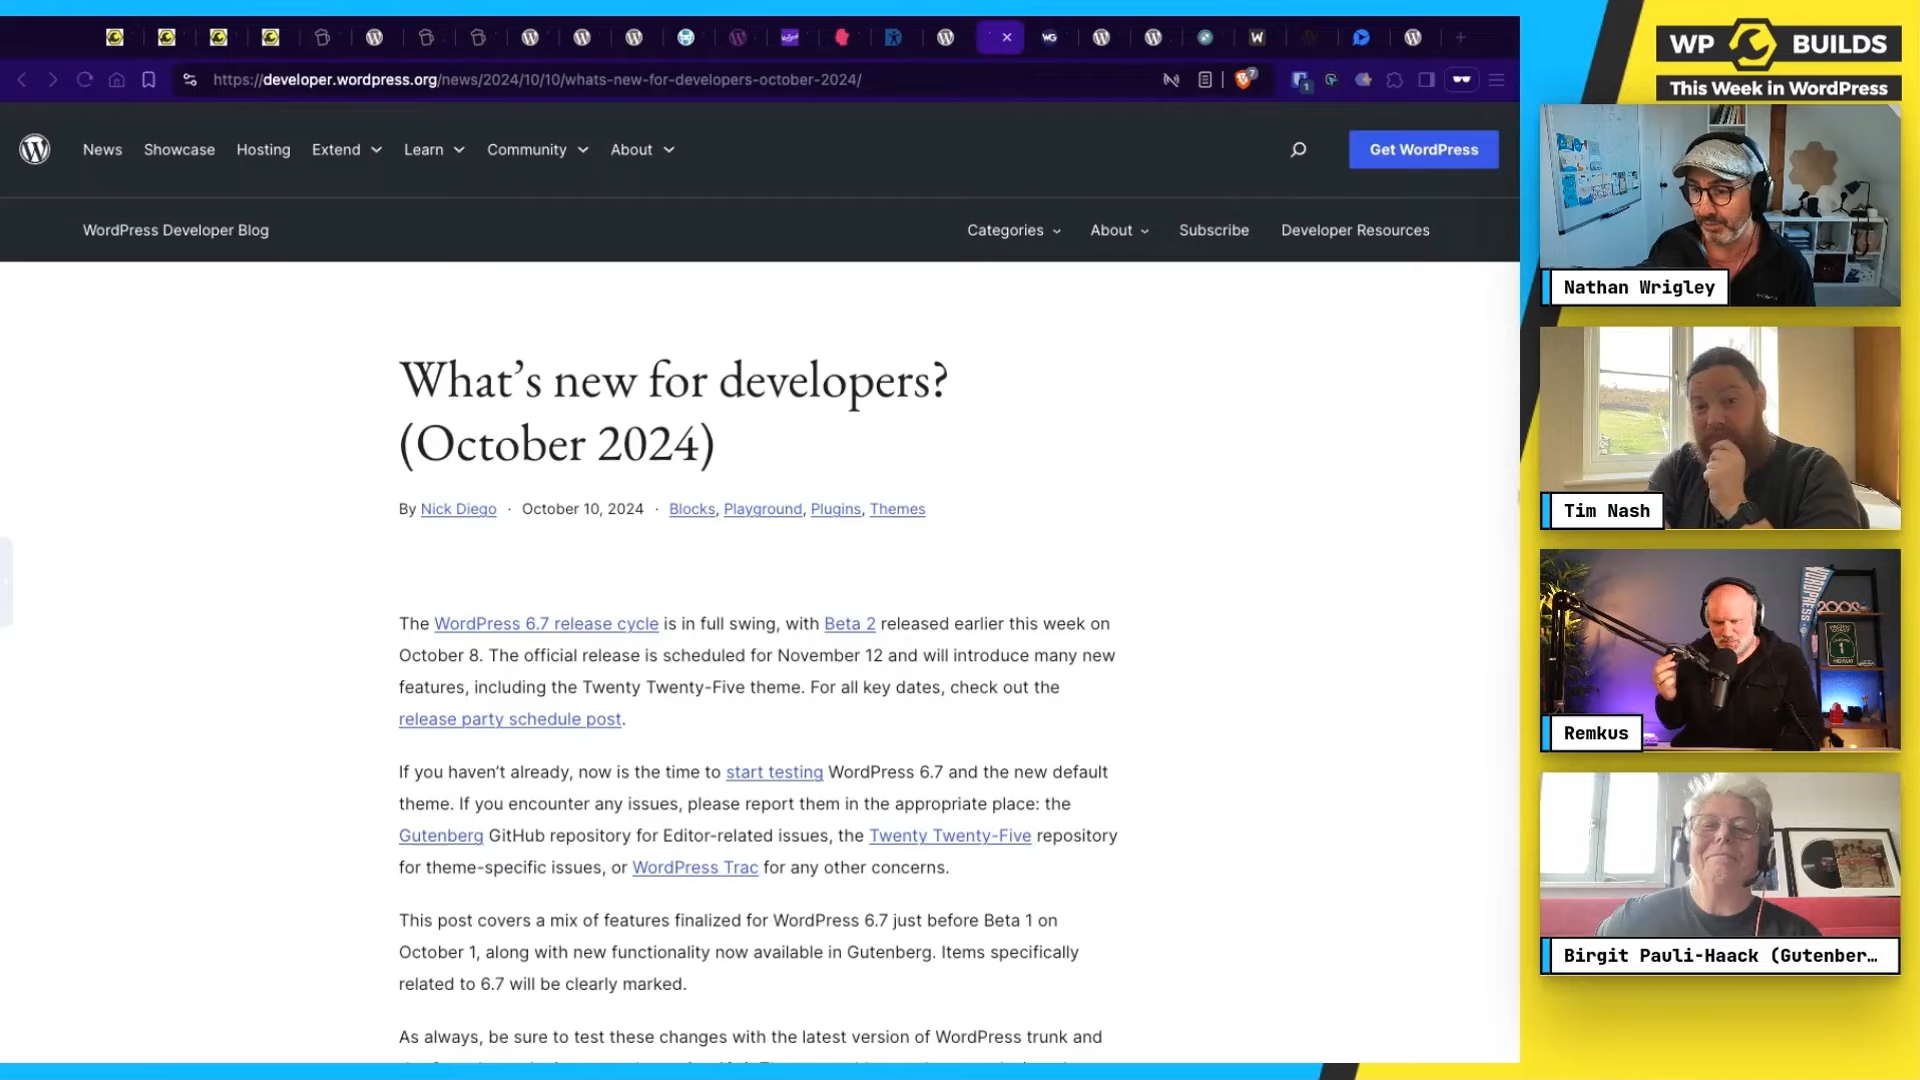 https://developer.wordpress.org/news/2024/10/10/whats-new-for-developers-october-2024/
News Showcase Hosting Extend Learn Community About
Get WordPress
WordPress Developer Blog
Categories About Subscribe Developer Resources
What’s new for developers?
(October 2024)
By Nick Diego · October 10, 2024 · Blocks, Playground, Plugins, Themes
The WordPress 6.7 release cycle is in full swing, with Beta 2 released earlier this week on
October 8. The official release is scheduled for November 12 and will introduce many new
features, including the Twenty Twenty-Five theme. For all key dates, check out the
release party schedule post.
If you haven’t already, now is the time to start testing WordPress 6.7 and the new default
theme. If you encounter any issues, please report them in the appropriate place: the
Gutenberg GitHub repository for Editor-related issues, the Twenty Twenty-Five repository
for theme-specific issues, or WordPress Trac for any other concerns.
This post covers a mix of features finalized for WordPress 6.7 just before Beta 1 on
October 1, along with new functionality now available in Gutenberg. Items specifically
related to 6.7 will be clearly marked.
As always, be sure to test these changes with the latest version of WordPress trunk and
WP BUILDS
This Week in WordPress
Nathan Wrigley
Tim Nash
Remkus
Birgit Pauli-Haack (Gutenber…